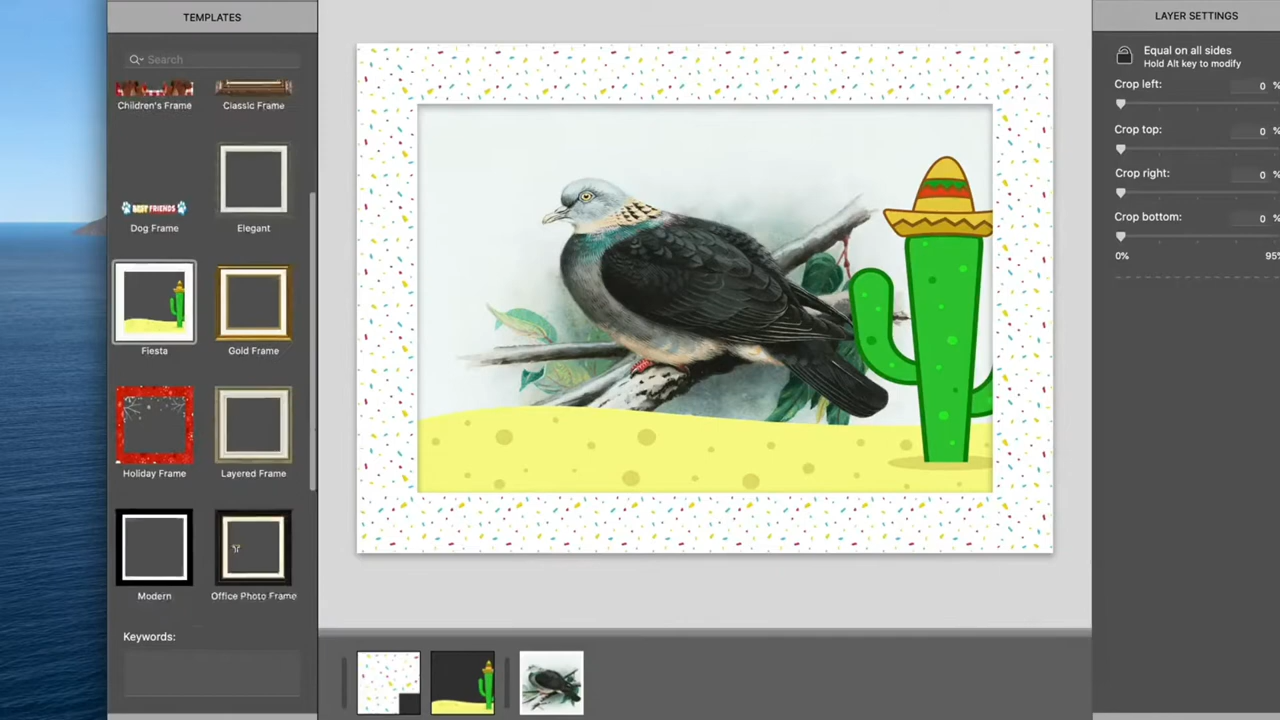 TEMPLATES
Search
Children's Frame
Classic Frame
BEST FRIENDS
Dog Frame
Elegant
Fiesta
Gold Frame
Holiday Frame
Layered Frame
Modern
Office Photo Frame
Keywords:
LAYER SETTINGS
Equal on all sides
Hold Alt key to modify
Crop left:
0 %
Crop top:
0 %
Crop right:
0 %
Crop bottom:
0 %
0%
95%